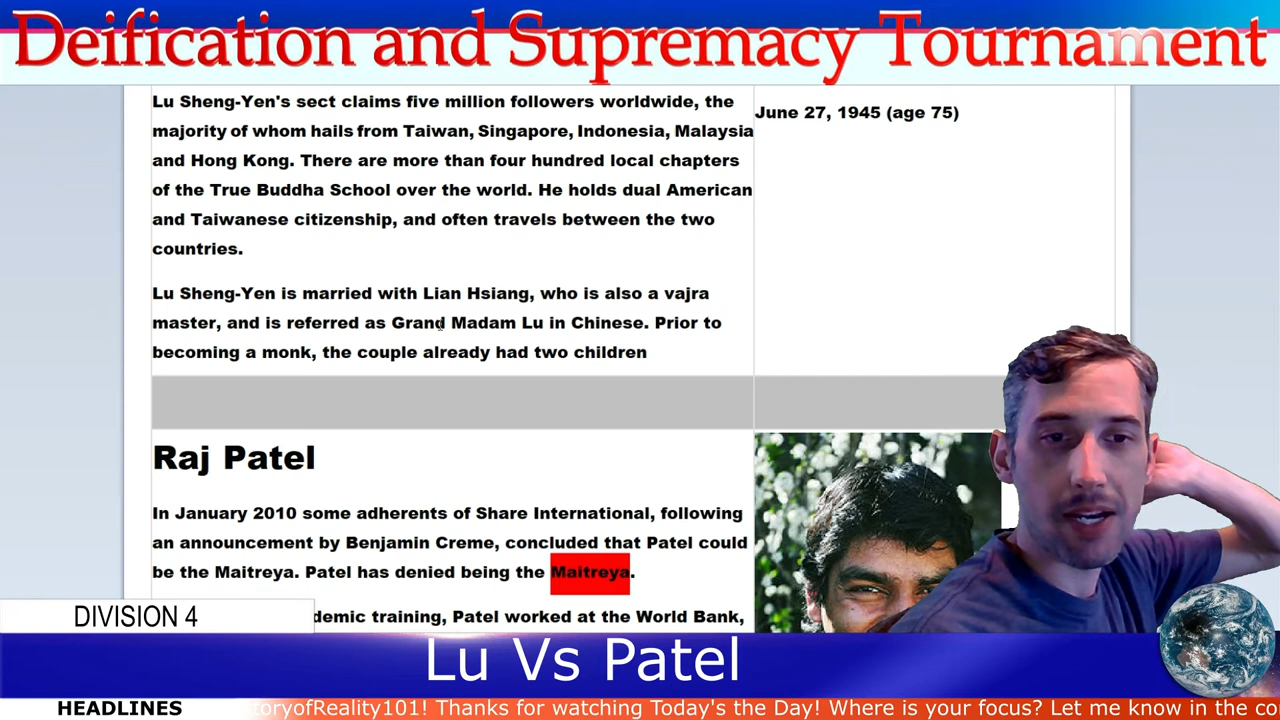 Deification and Supremacy Tournament
Lu Sheng-Yen's sect claims five million followers worldwide, the
majority of whom hails from Taiwan, Singapore, Indonesia, Malaysia
and Hong Kong. There are more than four hundred local chapters
of the True Buddha School over the world. He holds dual American
and Taiwanese citizenship, and often travels between the two
countries.
June 27, 1945 (age 75)
Lu Sheng-Yen is married with Lian Hsiang, who is also a vajra
master, and is referred as Grand Madam Lu in Chinese. Prior to
becoming a monk, the couple already had two children
Raj Patel
In January 2010 some adherents of Share International, following
an announcement by Benjamin Creme, concluded that Patel could
be the Maitreya. Patel has denied being the Maitreya.
demic training, Patel worked at the World Bank,
DIVISION 4
Lu Vs Patel
HEADLINES
toryofReality101! Thanks for watching Today's the Day! Where is your focus? Let me know in the co